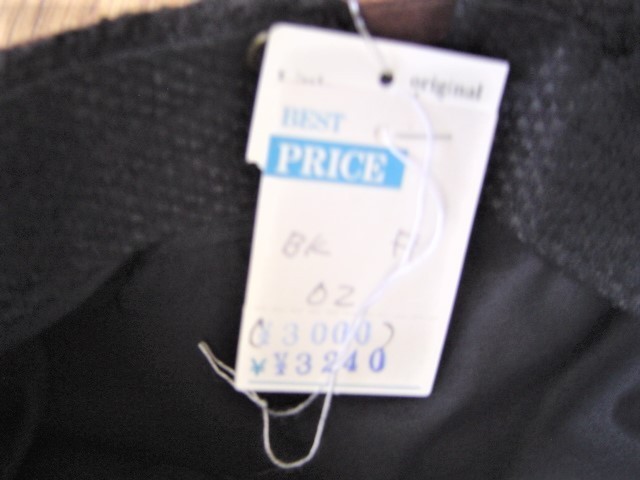 original
BEST
PRICE
BK
02
(¥3000)
¥ ¥3240